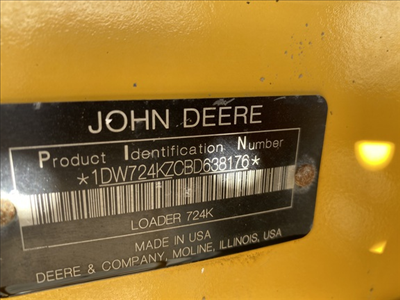 JOHN DEERE
Product Identification Number
*1DW724KZCBD638176*
LOADER 724K
MADE IN USA
DEERE & COMPANY, MOLINE, ILLINOIS, USA